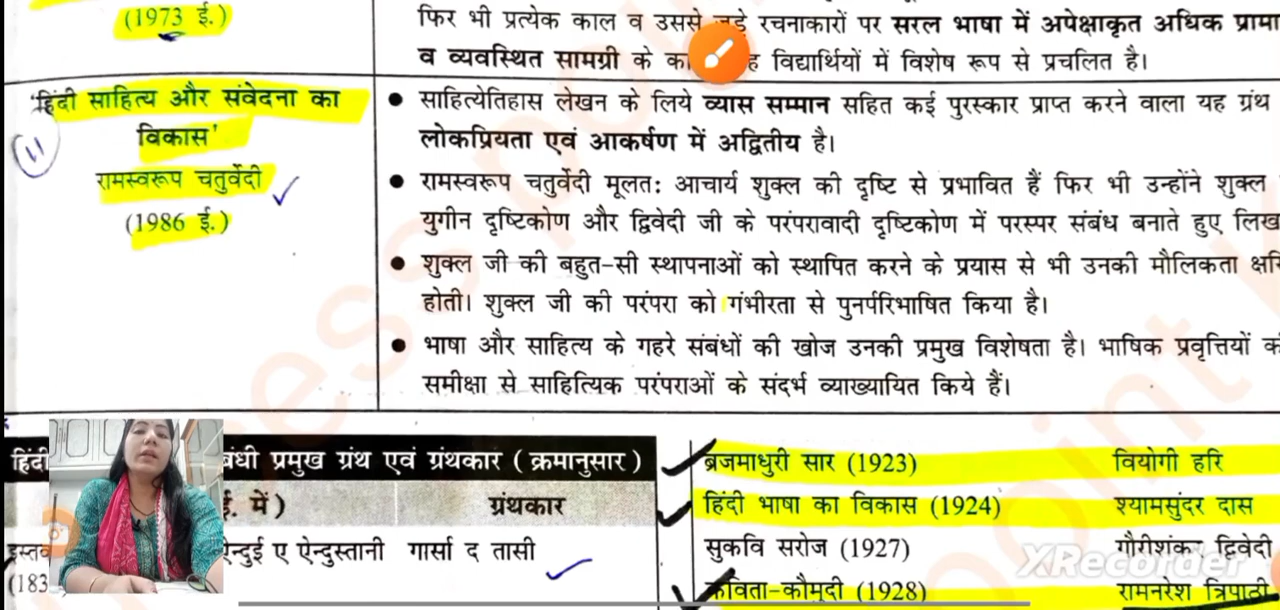 (1973 ई.)
फिर भी प्रत्येक काल व उससे जुड़े रचनाकारों पर सरल भाषा में अपेक्षाकृत अधिक
व व्यवस्थित सामग्री के विद्यार्थियों में विशेष रूप से प्रचलित है।
'हिंदी साहित्य और संवेदना का
विकास'
रामस्वरूप चतुर्वेदी
(1986 ई.)
11
• साहित्येतिहास लेखन के लिये व्यास सम्मान सहित कई पुरस्कार प्राप्त करने वाला यह ग्रंथ
लोकप्रियता एवं आकर्षण में अद्वितीय है।
• रामस्वरूप चतुर्वेदी मूलत: आचार्य शुक्ल की दृष्टि से प्रभावित हैं फिर भी उन्होंने शुक्ल
युगीन दृष्टिकोण और द्विवेदी जी के परंपरावादी दृष्टिकोण में परस्पर संबंध बनाते हुए
• शुक्ल जी की बहुत-सी स्थापनाओं को स्थापित करने के प्रयास से भी उनकी मौलिकता
होती। शुक्ल जी की परंपरा को गंभीरता से पुनर्परिभाषित किया है।
• भाषा और साहित्य के गहरे संबंधों की खोज उनकी प्रमुख विशेषता है। भाषिक प्रवृत्तियों
समीक्षा से साहित्यिक परंपराओं के संदर्भ व्याख्यायित किये हैं।
हिंदी बंधी प्रमुख ग्रंथ एवं ग्रंथकार (क्रमानुसार)
ई. में) ग्रंथकार
ऐन्दुई ए ऐन्दुस्तानी गार्सा द तासी
(183
ब्रजमाधुरी सार (1923) वियोगी हरि
हिंदी भाषा का विकास (1924) श्यामसुंदर दास
सुकवि सरोज (1927) गौरीशंकर द्विवेदी
कविता-कौमुदी (1928) रामनरेश त्रिपाठी
XRecorder